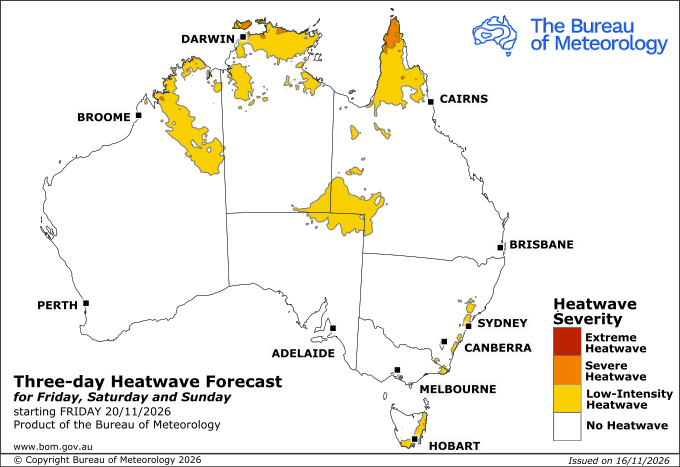 The Bureau
of Meteorology
DARWIN
CAIRNS
BROOME
BRISBANE
PERTH
SYDNEY
ADELAIDE
CANBERRA
MELBOURNE
HOBART
Heatwave
Severity
Extreme
Heatwave
Severe
Heatwave
Low-Intensity
Heatwave
No Heatwave
Three-day Heatwave Forecast
for Friday, Saturday and Sunday
starting FRIDAY 20/11/2026
Product of the Bureau of Meteorology
www.bom.gov.au
© Copyright Bureau of Meteorology 2026
Issued on 16/11/2026